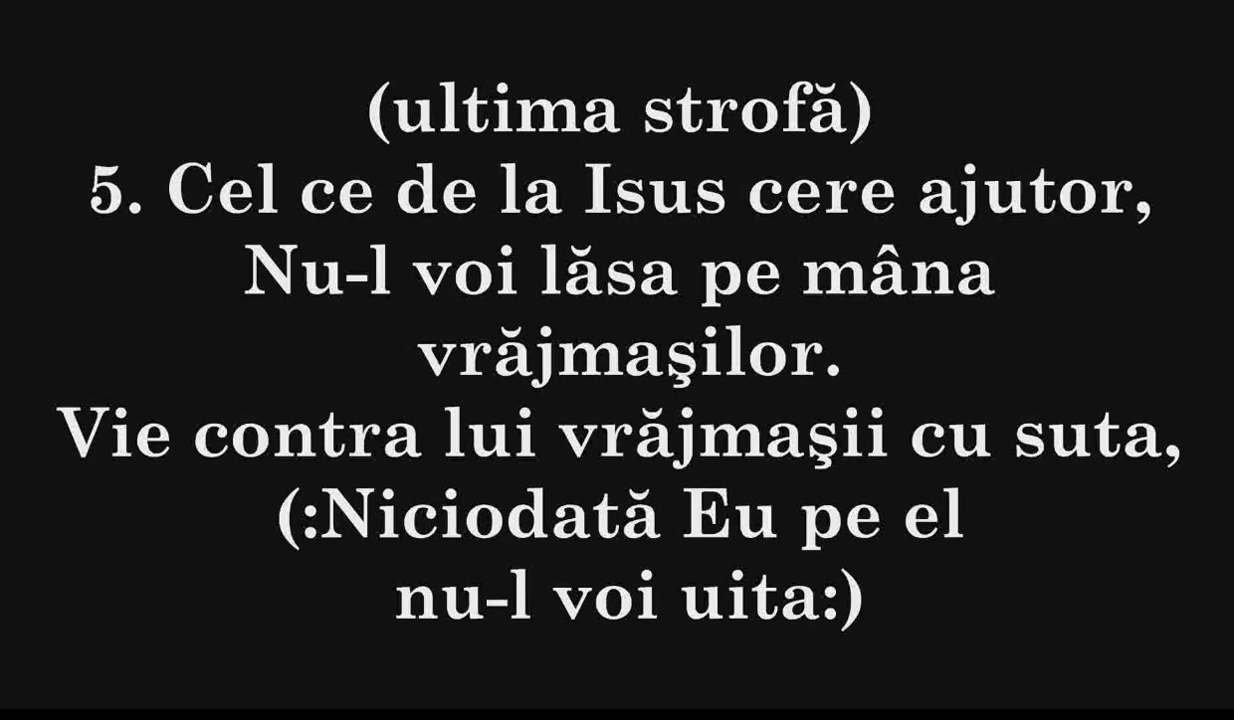 (ultima strofă)
5. Cel ce de la Isus cere ajutor,
Nu-l voi lăsa pe mâna
vrăjmaşilor.
Vie contra lui vrăjmaşii cu suta,
(:Niciodată Eu pe el
nu-l voi uita:)